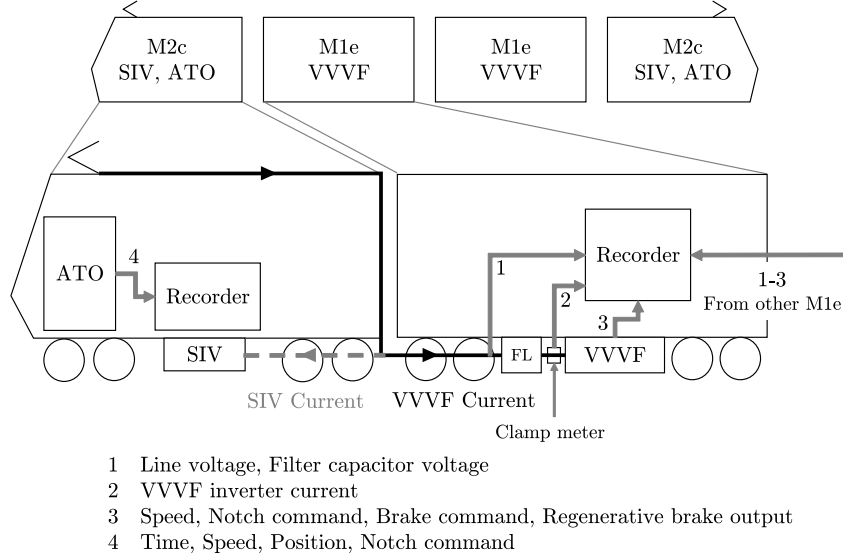 M2c
SIV, ATO
M1e
VVVF
M1e
VVVF
M2c
SIV, ATO
ATO
4
Recorder
SIV
SIV Current
1
2
3
Recorder
1-3
From other M1e
FL
VVVF
VVVF Current
Clamp meter
1 Line voltage, Filter capacitor voltage
2 VVVF inverter current
3 Speed, Notch command, Brake command, Regenerative brake output
4 Time, Speed, Position, Notch command